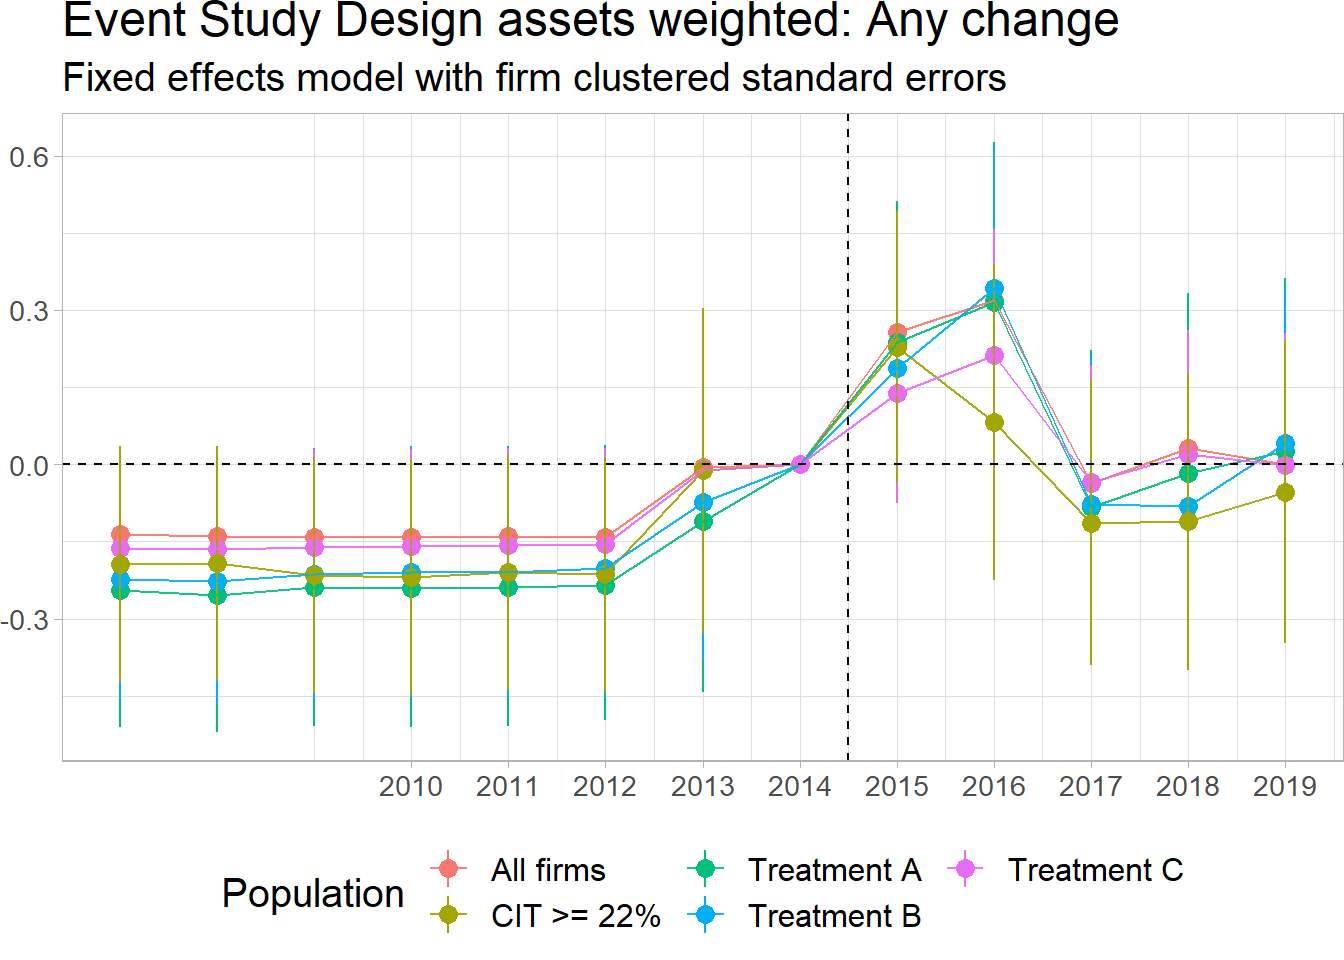 Event Study Design assets weighted: Any change
Fixed effects model with firm clustered standard errors
0.6
0.3
0.0
-0.3
2010 2011 2012 2013 2014 2015 2016 2017 2018 2019
Population
All firms Treatment A Treatment C
CIT >= 22% Treatment B